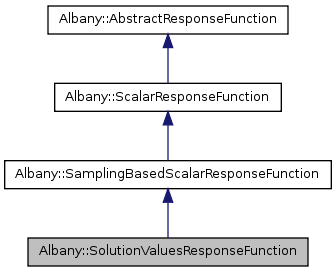 Albany::AbstractResponseFunction
Albany::ScalarResponseFunction
Albany::SamplingBasedScalarResponseFunction
Albany::SolutionValuesResponseFunction